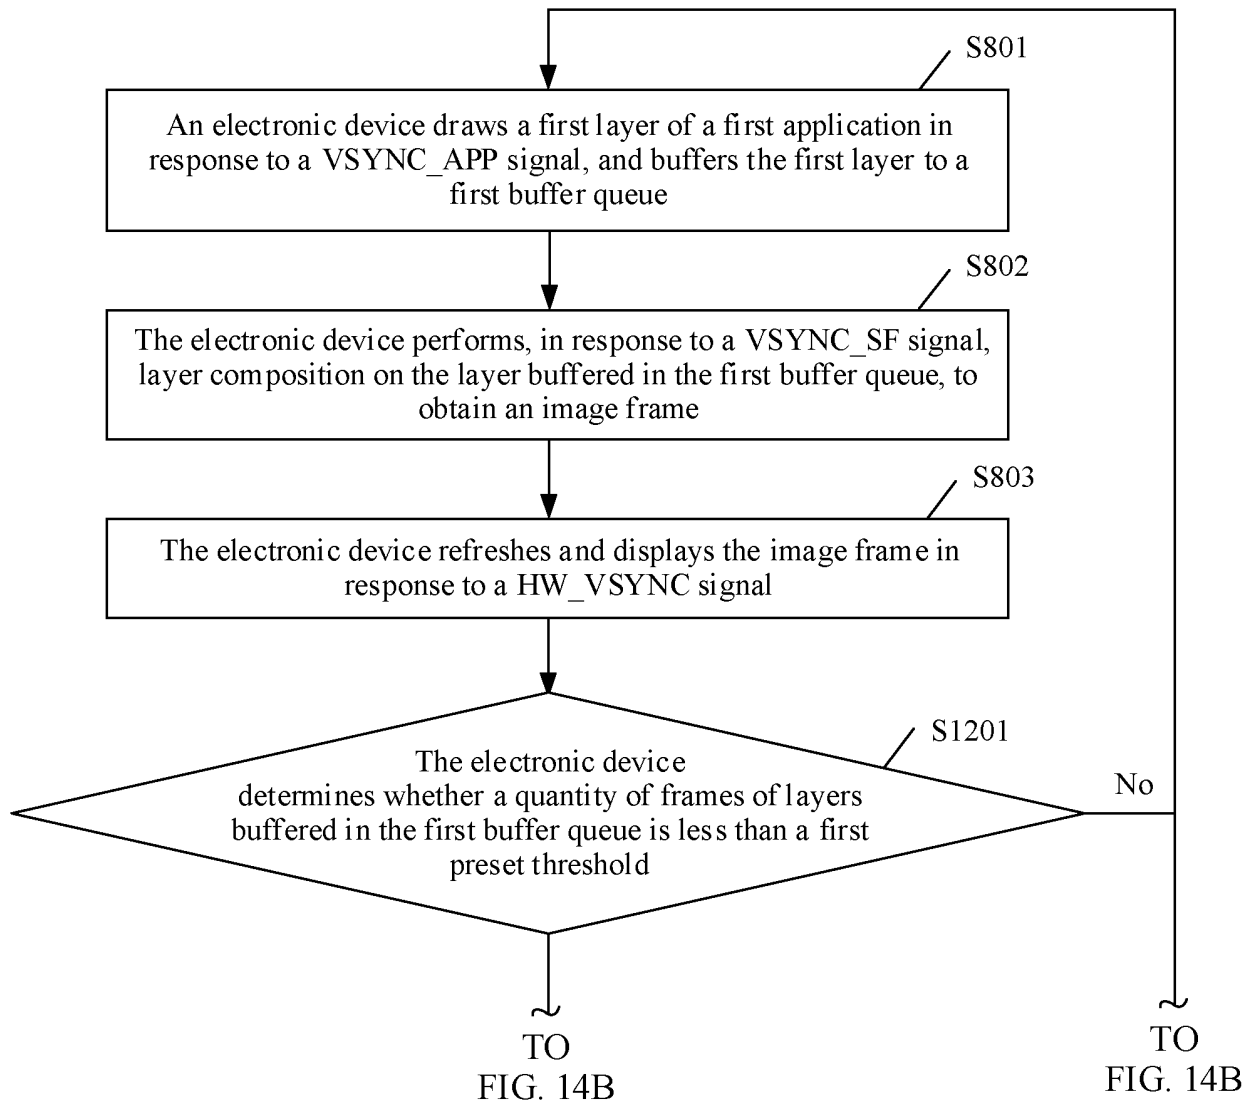 S801
An electronic device draws a first layer of a first application in
response to a VSYNC_APP signal, and buffers the first layer to a
first buffer queue
S802
The electronic device performs, in response to a VSYNC_SF signal,
layer composition on the layer buffered in the first buffer queue, to
obtain an image frame
S803
The electronic device refreshes and displays the image frame in
response to a HW_VSYNC signal
S1201
The electronic device
determines whether a quantity of frames of layers
buffered in the first buffer queue is less than a first
preset threshold
No
TO
FIG. 14B
TO
FIG. 14B